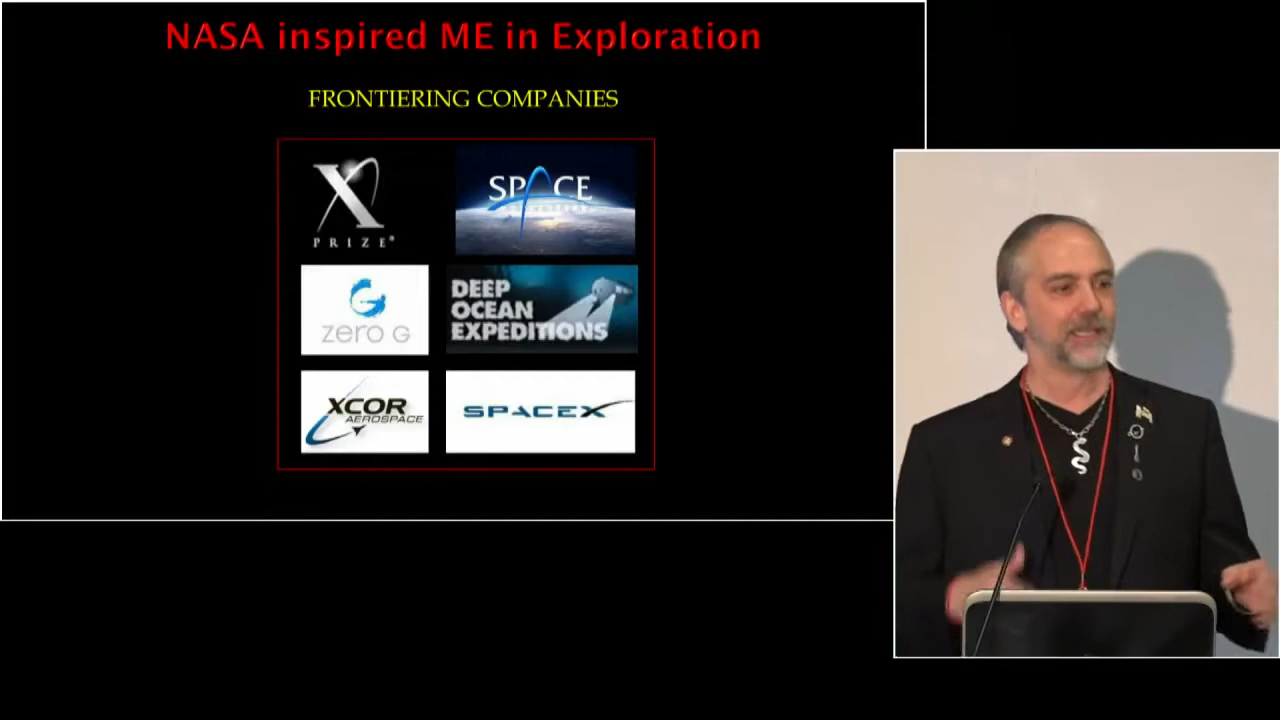 NASA inspired ME in Exploration
FRONTIERING COMPANIES
X
PRIZE®
SPACE
zero G
DEEP
OCEAN
EXPEDITIONS
XCOR
AEROSPACE
SPACEX